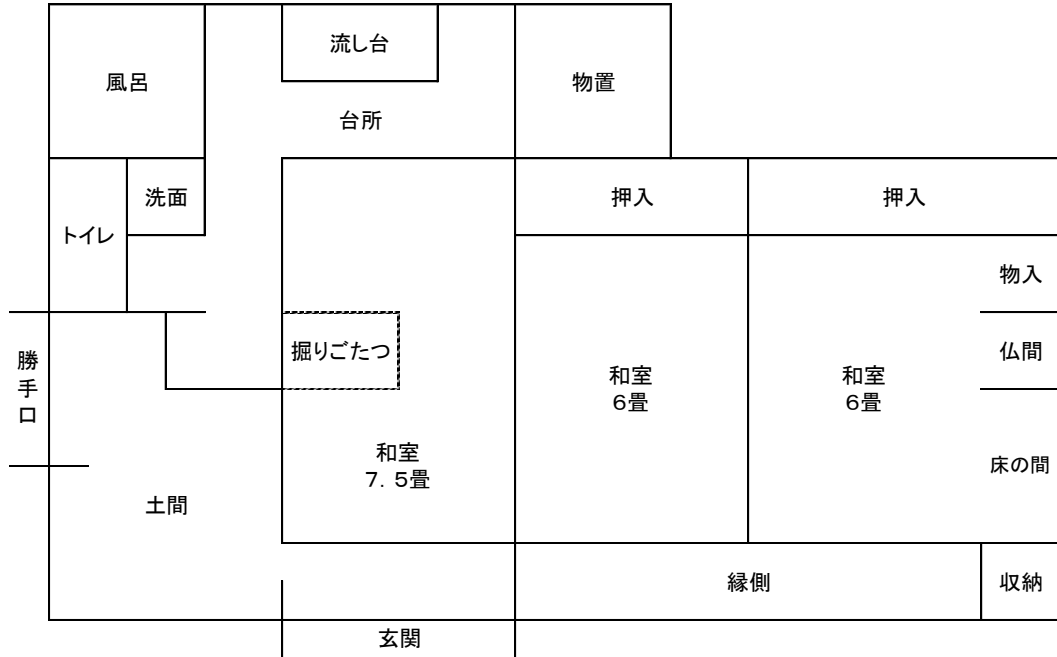 流し台
風呂
物置
台所
洗面
押入
押入
トイレ
物入
掘りごたつ
仏間
勝手口
和室
6畳
和室
6畳
和室
7. 5畳
床の間
土間
縁側
収納
玄関